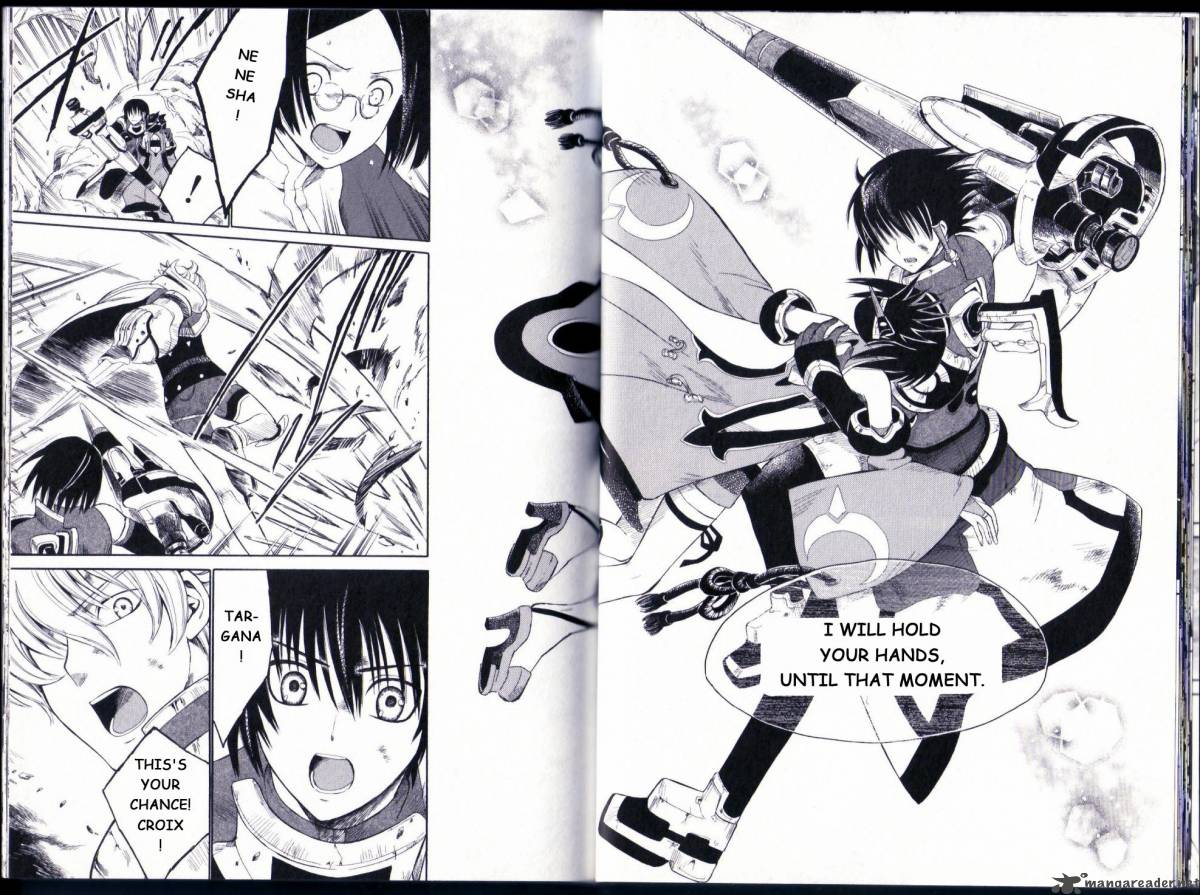 I WILL HOLD
YOUR HANDS,
UNTIL THAT MOMENT.
NE
NE
SHA
!
!
TAR-
GANA
!
THIS'S
YOUR
CHANCE!
CROIX
!
mangareader.net